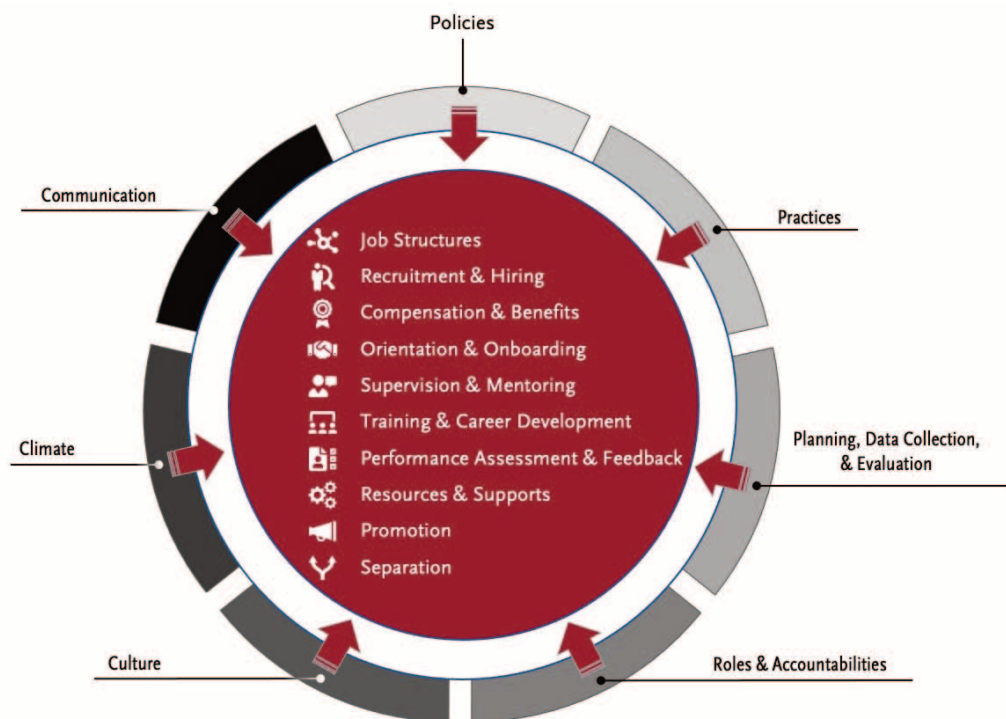 Policies
Communication
Practices
Job Structures
Recruitment & Hiring
Compensation & Benefits
Orientation & Onboarding
Supervision & Mentoring
Training & Career Development
Performance Assessment & Feedback
Resources & Supports
Promotion
Separation
Climate
Planning, Data Collection,
& Evaluation
Culture
Roles & Accountabilities